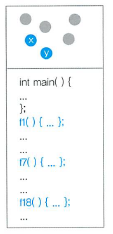 x
y
int main( ) {
...
};
f1( ) { ... };
...
...
f7( ) { ... };
...
...
f18( ) { ... };
...